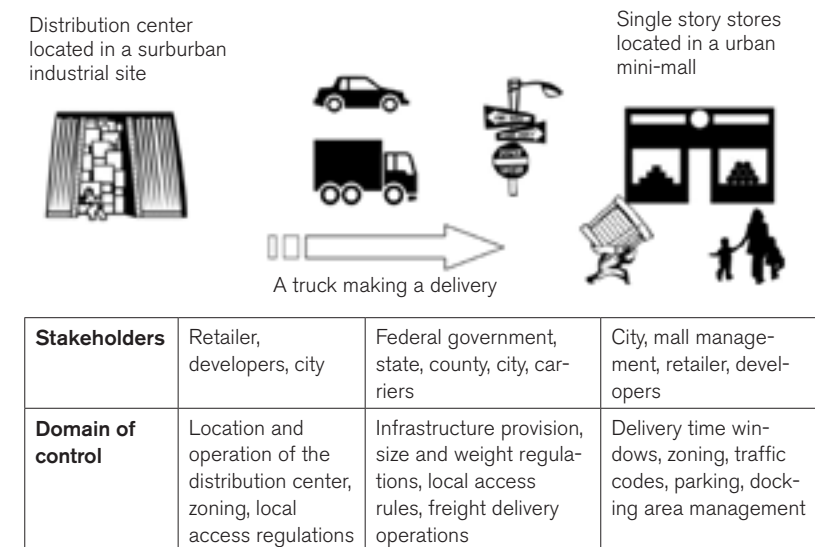 Distribution center
located in a surburban
industrial site
Single story stores
located in a urban
mini-mall
A truck making a delivery
Stakeholders
Retailer,
developers, city
Federal government,
state, county, city, car-
riers
City, mall manage-
ment, retailer, devel-
opers
Domain of
control
Location and
operation of the
distribution center,
zoning, local
access regulations
Infrastructure provision,
size and weight regula-
tions, local access
rules, freight delivery
operations
Delivery time win-
dows, zoning, traffic
codes, parking, dock-
ing area management